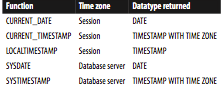 Function Time zone Datatype returned
CURRENT_DATE Session DATE
CURRENT_TIMESTAMP Session TIMESTAMP WITH TIME ZONE
LOCALTIMESTAMP Session TIMESTAMP
SYSDATE Database server DATE
SYSTIMESTAMP Database server TIMESTAMP WITH TIME ZONE